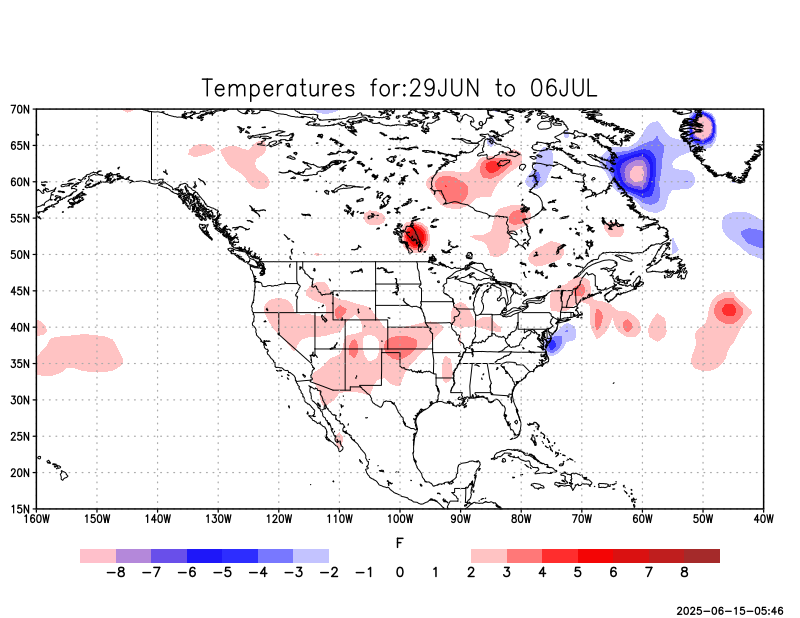 Temperatures for:29JUN to 06JUL
70N
65N
60N
55N
50N
45N
40N
35N
30N
25N
20N
15N
160W 150W 140W 130W 120W 110W 100W 90W 80W 70W 60W 50W 40W
F
−8 −7 −6 −5 −4 −3 −2 −1 0 1 2 3 4 5 6 7 8
2025-06-15-05:46